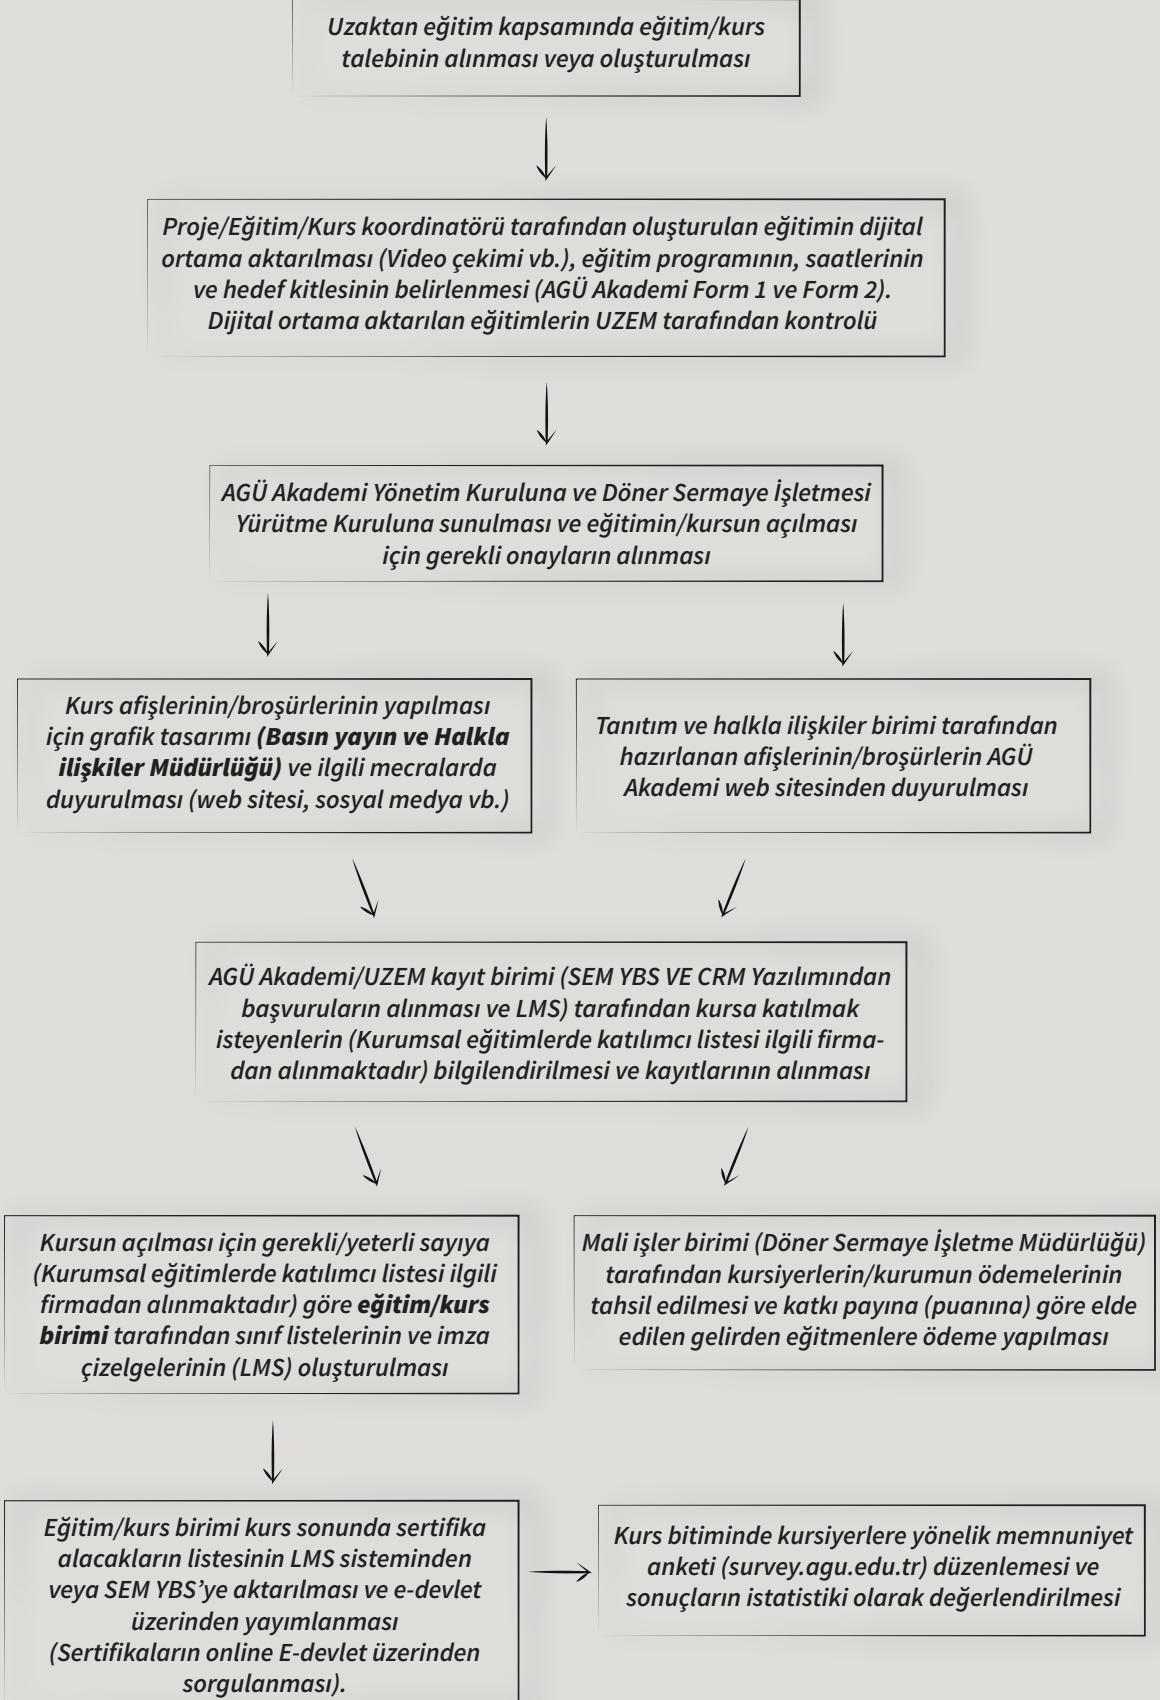 Uzaktan eğitim kapsamında eğitim/kurs
talebinin alınması veya oluşturulması
Proje/Eğitim/Kurs koordinatörü tarafından oluşturulan eğitimin dijital
ortama aktarılması (Video çekimi vb.), eğitim programının, saatlerinin
ve hedef kitlesinin belirlenmesi (AGÜ Akademi Form 1 ve Form 2).
Dijital ortama aktarılan eğitimlerin UZEM tarafından kontrolü
AGÜ Akademi Yönetim Kuruluna ve Döner Sermaye İşletmesi
Yürütme Kuruluna sunulması ve eğitimin/kursun açılması
için gerekli onayların alınması
Kurs afişlerinin/broşürlerinin yapılması
için grafik tasarımı (Basın yayın ve Halkla
ilişkiler Müdürlüğü) ve ilgili mecralarda
duyurulması (web sitesi, sosyal medya vb.)
Tanıtım ve halkla ilişkiler birimi tarafından
hazırlanan afişlerinin/broşürlerin AGÜ
Akademi web sitesinden duyurulması
AGÜ Akademi/UZEM kayıt birimi (SEM YBS VE CRM Yazılımından
başvuruların alınması ve LMS) tarafından kursa katılmak
isteyenlerin (Kurumsal eğitimlerde katılımcı listesi ilgili firma-
dan alınmaktadır) bilgilendirilmesi ve kayıtlarının alınması
Kursun açılması için gerekli/yeterli sayıya
(Kurumsal eğitimlerde katılımcı listesi ilgili
firmadan alınmaktadır) göre eğitim/kurs
birimi tarafından sınıf listelerinin ve imza
çizelgelerinin (LMS) oluşturulması
Mali işler birimi (Döner Sermaye İşletme Müdürlüğü)
tarafından kursiyerlerin/kurumun ödemelerinin
tahsil edilmesi ve katkı payına (puanına) göre elde
edilen gelirden eğitmenlere ödeme yapılması
Eğitim/kurs birimi kurs sonunda sertifika
alacakların listesinin LMS sisteminden
veya SEM YBS’ye aktarılması ve e-devlet
üzerinden yayımlanması
(Sertifikaların online E-devlet üzerinden
sorgulanması).
Kurs bitiminde kursiyerlere yönelik memnuniyet
anketi (survey.agu.edu.tr) düzenlemesi ve
sonuçların istatistiki olarak değerlendirilmesi